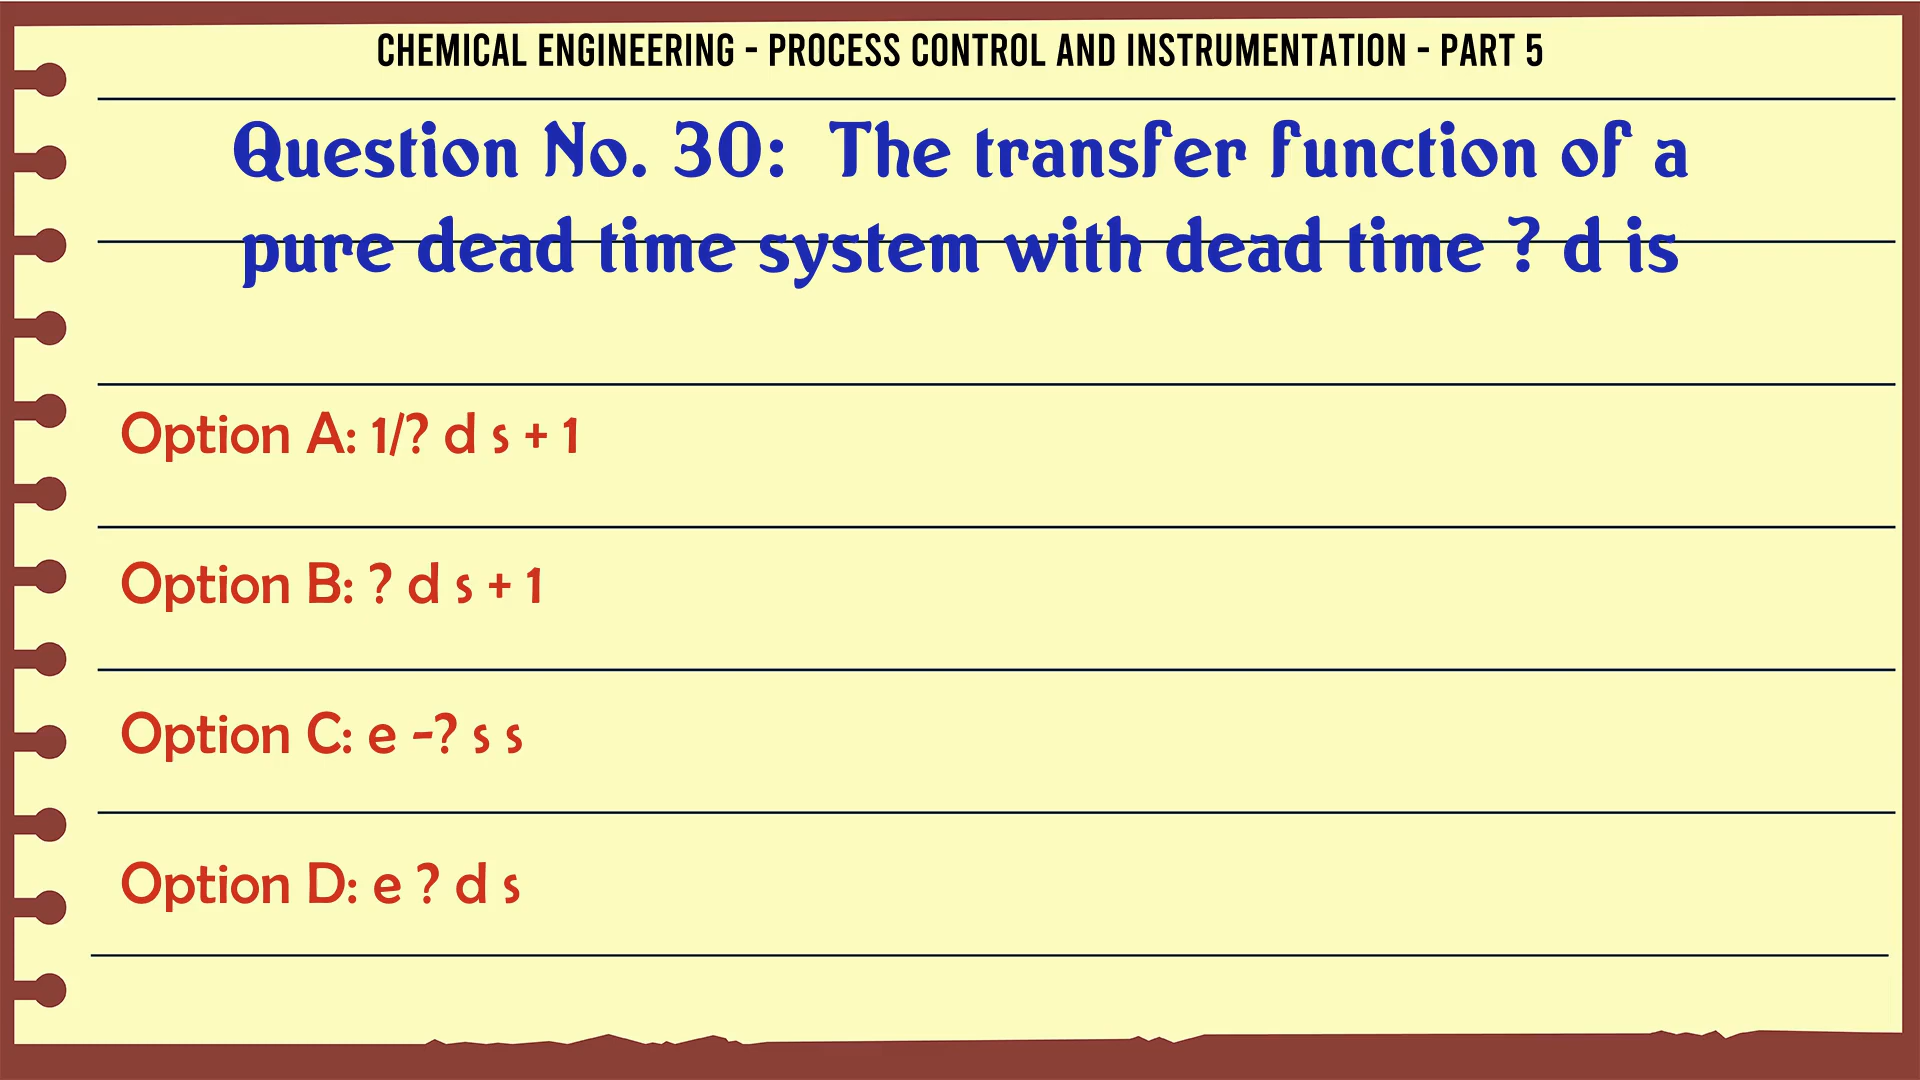 CHEMICAL ENGINEERING - PROCESS CONTROL AND INSTRUMENTATION - PART 5
Question No. 30: The transfer function of a
pure dead time system with dead time ? d is
Option A: 1/? d s + 1
Option B: ? d s + 1
Option C: e -? s s
Option D: e ? d s